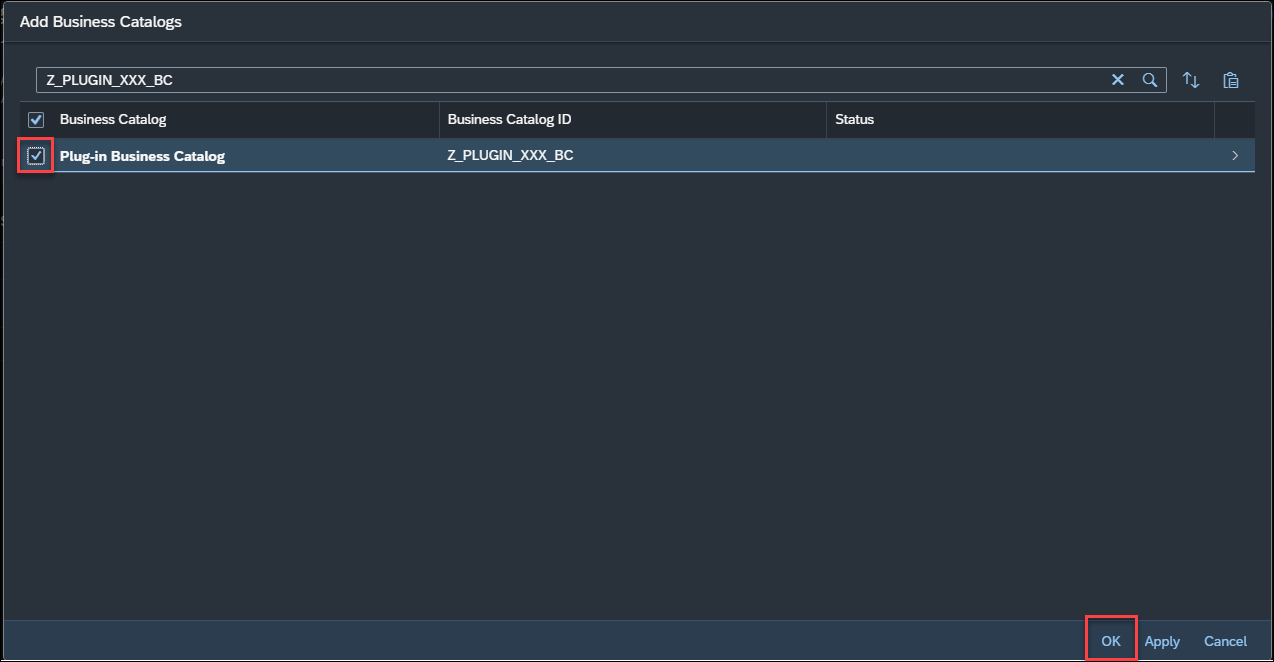 Add Business Catalogs
Z_PLUGIN_XXX_BC
Business Catalog Business Catalog ID Status
Plug-in Business Catalog Z_PLUGIN_XXX_BC
OK Apply Cancel